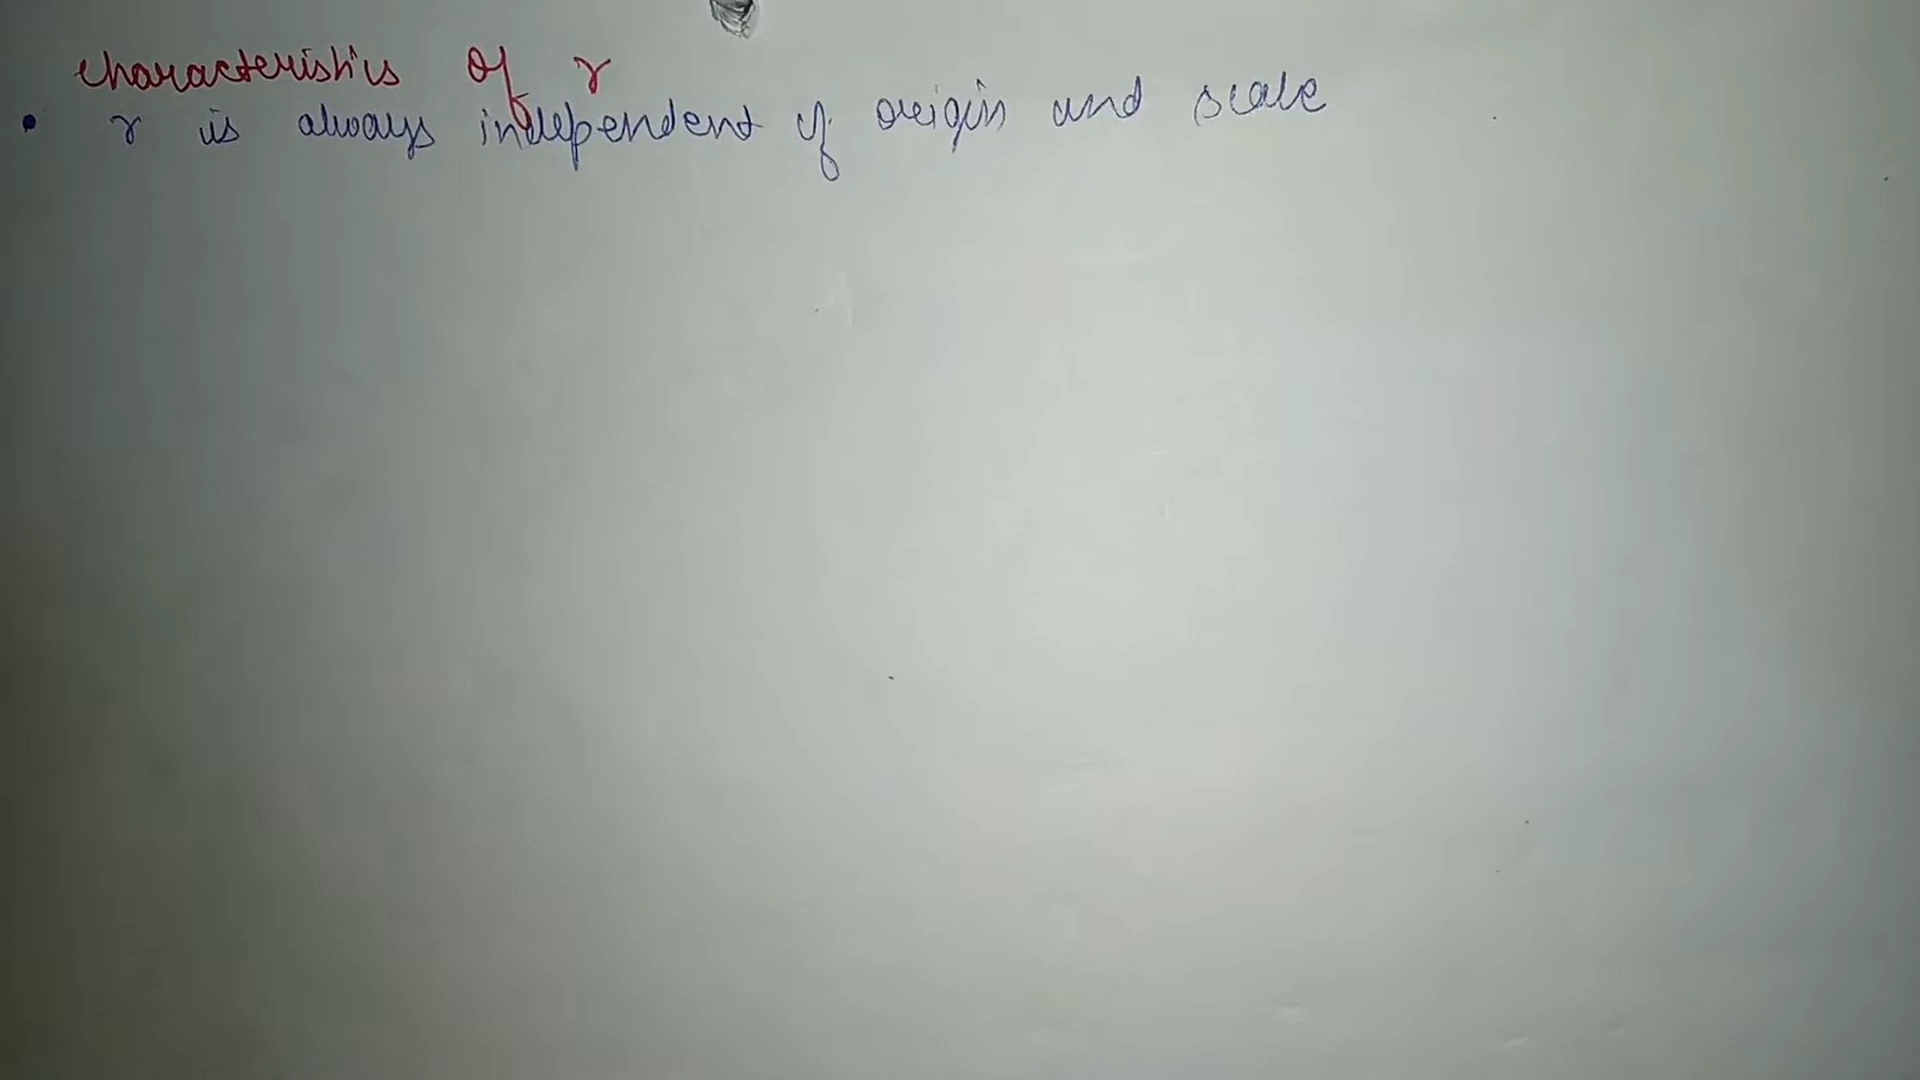 characteristics of r
• r is always independent of origin and scale